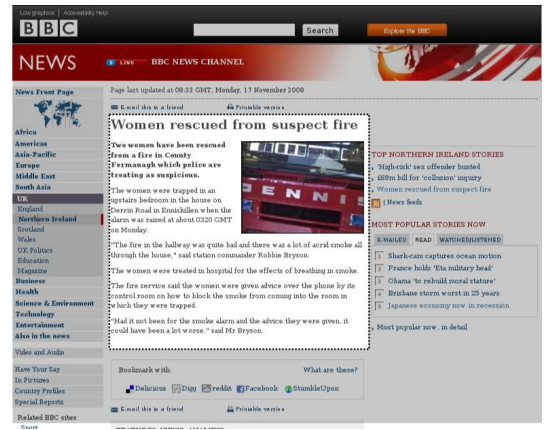 Low graphics | Accessibility Help
BBC
Search
Explore the BBC
NEWS
LIVE BBC NEWS CHANNEL
News Front Page
Africa
Americas
Asia-Pacific
Europe
Middle East
South Asia
UK
England
Northern Ireland
Scotland
Wales
UK Politics
Education
Magazine
Business
Health
Science & Environment
Technology
Entertainment
Also in the news
Video and Audio
Have Your Say
In Pictures
Country Profiles
Special Reports
Related BBC sites
Sport
Page last updated at 08:33 GMT, Monday, 17 November 2008
E-mail this to a friend
Printable version
Women rescued from suspect fire
Two women have been rescued
from a fire in County
Fermanagh which police are
treating as suspicious.
DENNIS
The women were trapped in an
upstairs bedroom in the house on
Derrin Road in Enniskillen when the
alarm was raised at about 0320 GMT
on Monday.
"The fire in the hallway was quite bad and there was a lot of acrid smoke all
through the house," said station commander Robbie Bryson.
The women were treated in hospital for the effects of breathing in smoke.
The fire service said the women were given advice over the phone by its
control room on how to block the smoke from coming into the room in
which they were trapped.
"Had it not been for the smoke alarm and the advice they were given, it
could have been a lot worse," said Mr Bryson.
Bookmark with:
What are these?
Delicious
Digg
reddit
Facebook
StumbleUpon
E-mail this to a friend
Printable version
TOP NORTHERN IRELAND STORIES
'High-risk' sex offender hunted
£69m bill for 'collusion' inquiry
Women rescued from suspect fire
| News feeds
MOST POPULAR STORIES NOW
E-MAILED READ WATCHED/LISTENED
1 Shark-cam captures ocean motion
2 France holds 'Eta military head'
3 Obama 'to rebuild moral stature'
4 Brisbane storm worst in 25 years
5 Japanese economy now in recession
Most popular now, in detail